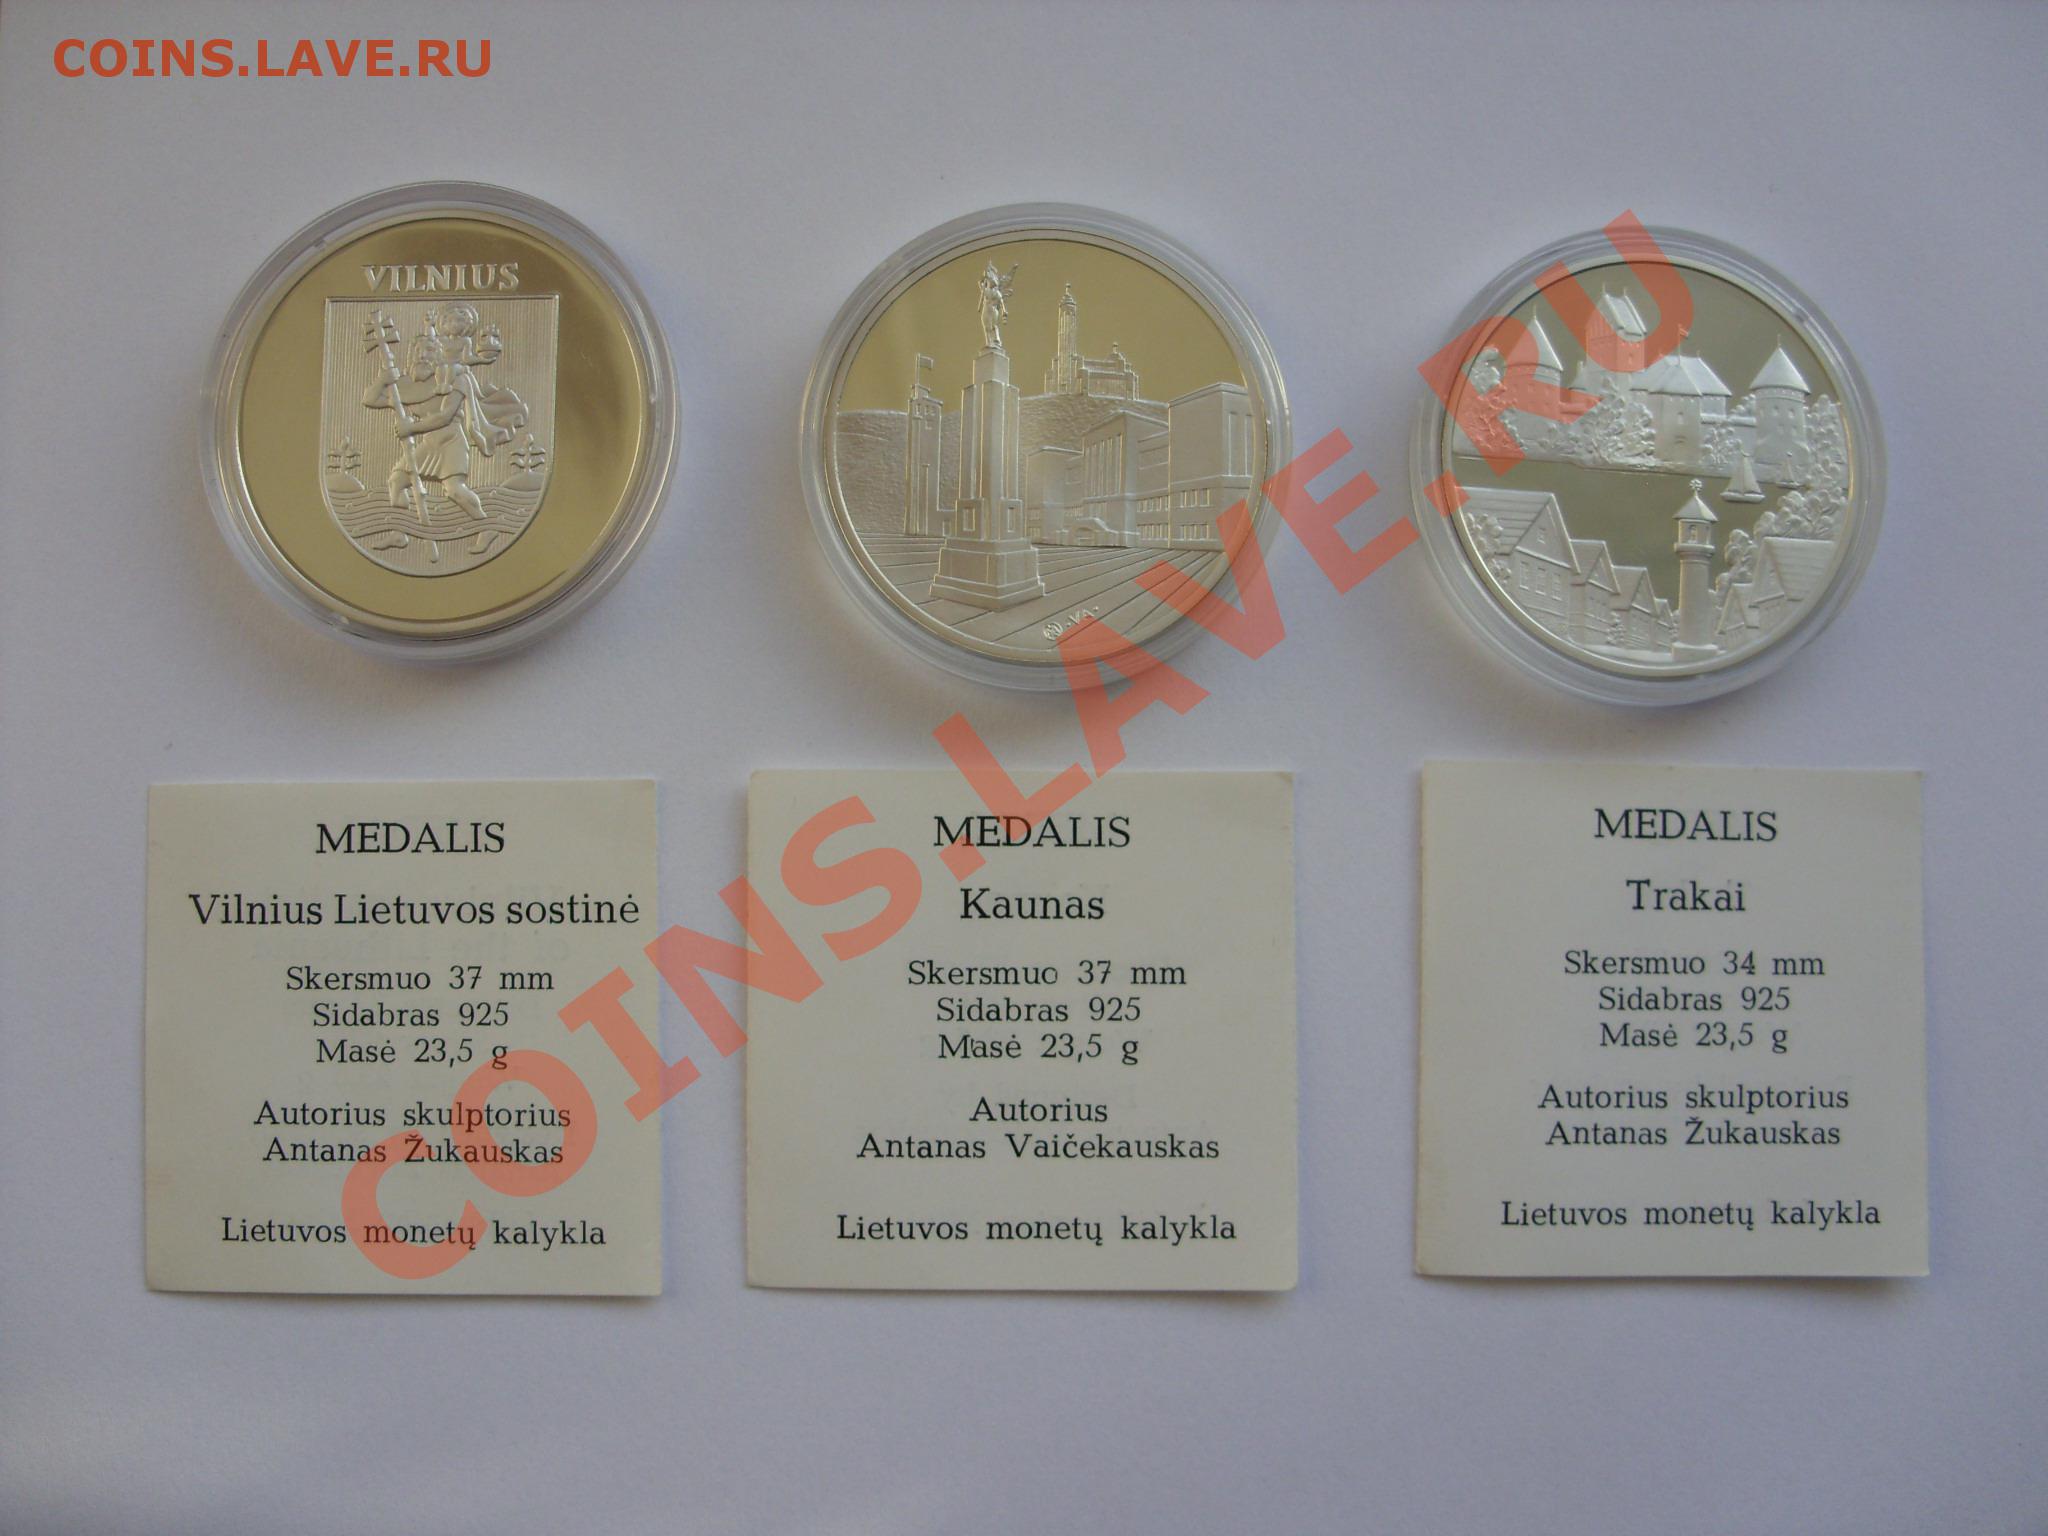 COINS.LAVE.RU
VILNIUS
·VA·
COINS.LAVE.RU
MEDALIS
Vilnius Lietuvos sostinė
Skersmuo 37 mm
Sidabras 925
Masė 23,5 g
Autorius skulptorius
Antanas Žukauskas
Lietuvos monetų kalykla
MEDALIS
Kaunas
Skersmuo 37 mm
Sidabras 925
Masė 23,5 g
Autorius
Antanas Vaičekauskas
Lietuvos monetų kalykla
MEDALIS
Trakai
Skersmuo 34 mm
Sidabras 925
Masė 23,5 g
Autorius skulptorius
Antanas Žukauskas
Lietuvos monetų kalykla